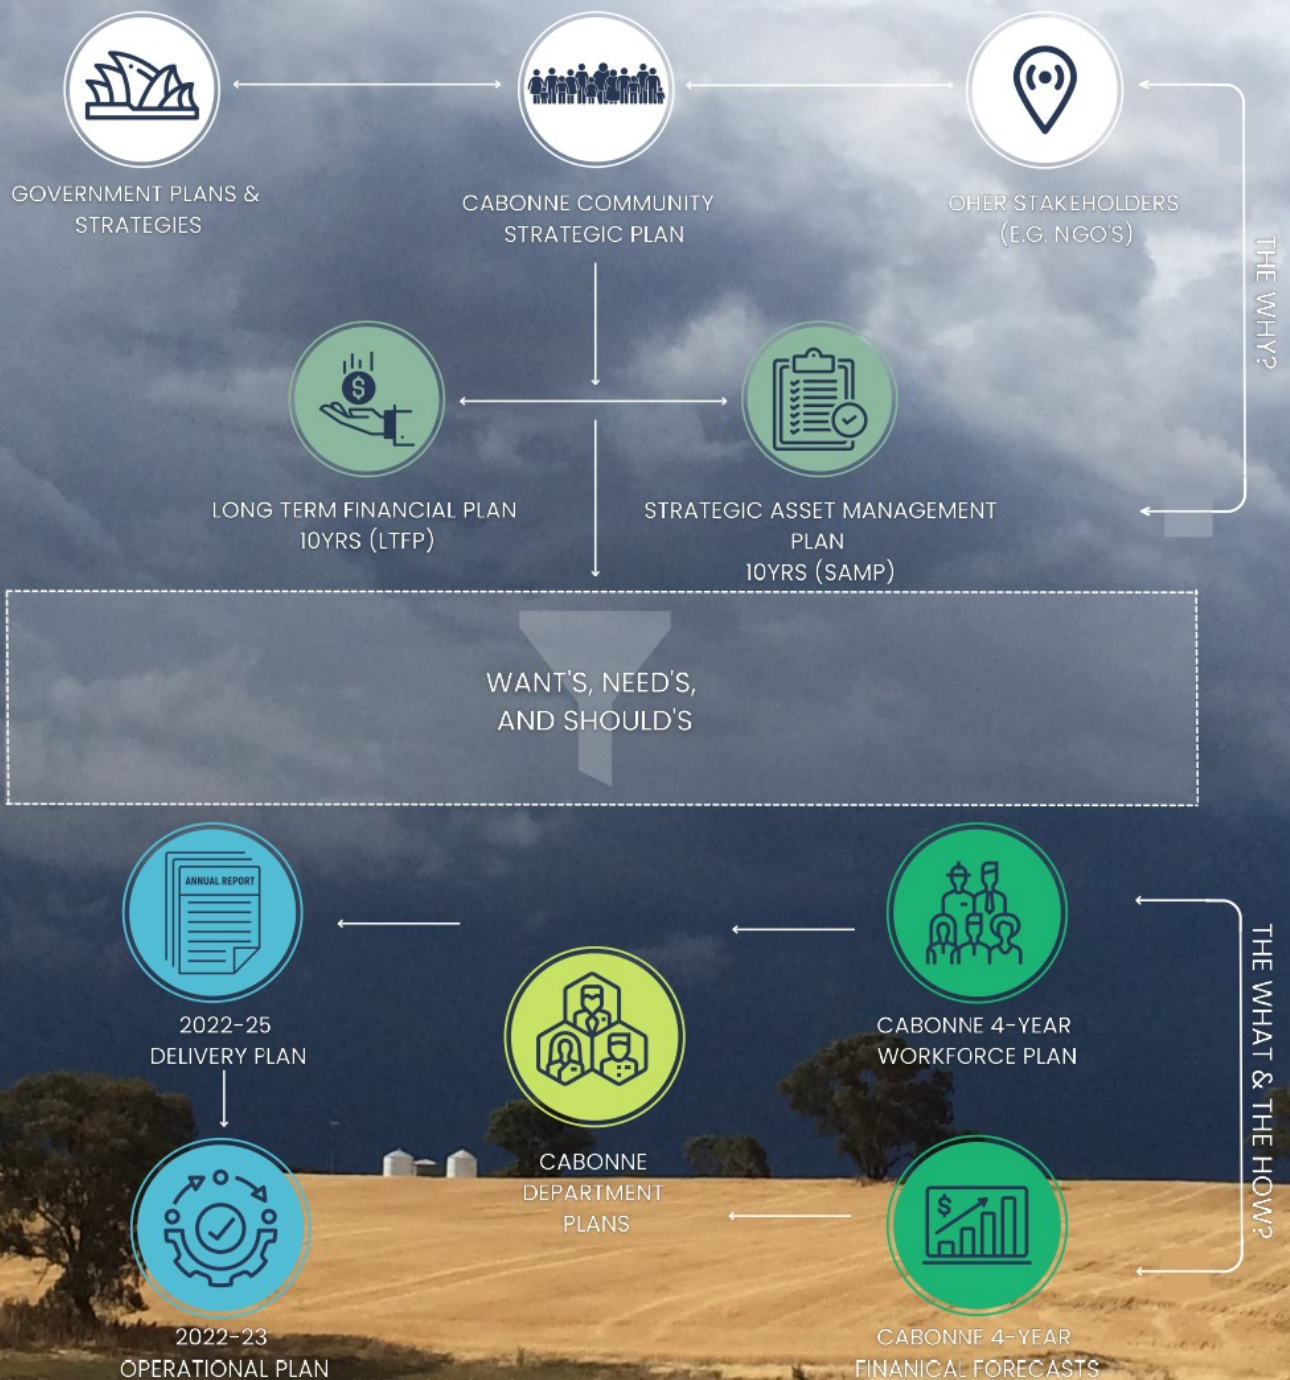 GOVERNMENT PLANS &
STRATEGIES
CABONNE COMMUNITY
STRATEGIC PLAN
OHER STAKEHOLDERS
(E.G. NGO'S)
THE WHY?
$
LONG TERM FINANCIAL PLAN
10YRS (LTFP)
STRATEGIC ASSET MANAGEMENT
PLAN
10YRS (SAMP)
WANT'S, NEED'S,
AND SHOULD'S
ANNUAL REPORT
2022-25
DELIVERY PLAN
CABONNE 4-YEAR
WORKFORCE PLAN
THE WHAT & THE HOW?
CABONNE
DEPARTMENT
PLANS
2022-23
OPERATIONAL PLAN
$
CABONNE 4-YEAR
FINANICAL FORECASTS